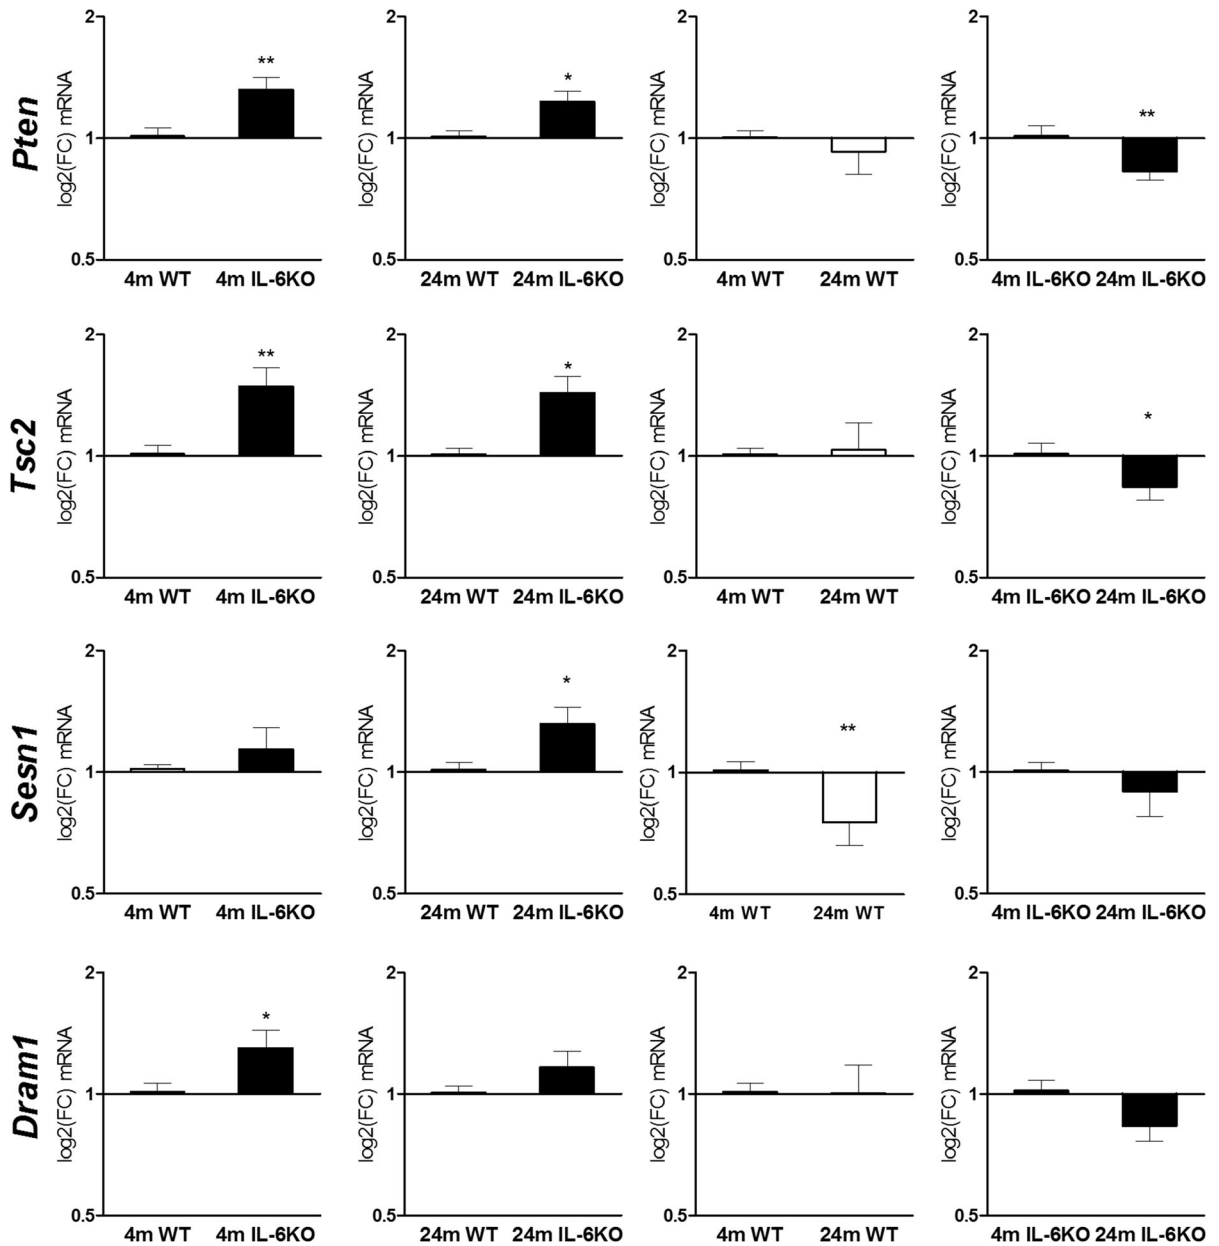 Pten
log2(FC) mRNA
2
1
0.5
**
4m WT 4m IL-6KO
log2(FC) mRNA
2
1
0.5
*
24m WT 24m IL-6KO
log2(FC) mRNA
2
1
0.5
4m WT 24m WT
log2(FC) mRNA
2
1
0.5
**
4m IL-6KO 24m IL-6KO
Tsc2
log2(FC) mRNA
2
1
0.5
**
4m WT 4m IL-6KO
log2(FC) mRNA
2
1
0.5
*
24m WT 24m IL-6KO
log2(FC) mRNA
2
1
0.5
4m WT 24m WT
log2(FC) mRNA
2
1
0.5
*
4m IL-6KO 24m IL-6KO
Sesn1
log2(FC) mRNA
2
1
0.5
4m WT 4m IL-6KO
log2(FC) mRNA
2
1
0.5
*
24m WT 24m IL-6KO
log2(FC) mRNA
2
1
0.5
**
4m WT 24m WT
log2(FC) mRNA
2
1
0.5
4m IL-6KO 24m IL-6KO
Dram1
log2(FC) mRNA
2
1
0.5
*
4m WT 4m IL-6KO
log2(FC) mRNA
2
1
0.5
24m WT 24m IL-6KO
log2(FC) mRNA
2
1
0.5
4m WT 24m WT
log2(FC) mRNA
2
1
0.5
4m IL-6KO 24m IL-6KO